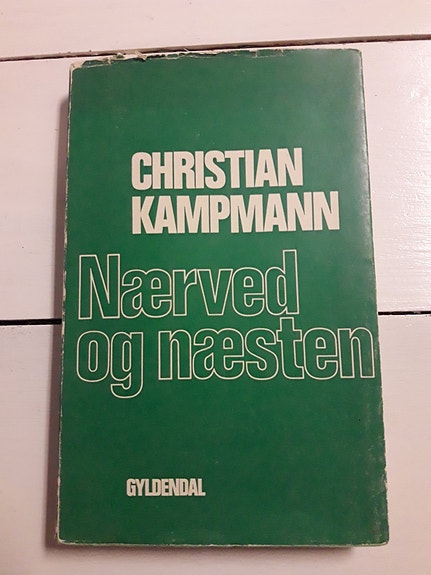 CHRISTIAN
KAMPMANN
Nærved
og næsten
GYLDENDAL